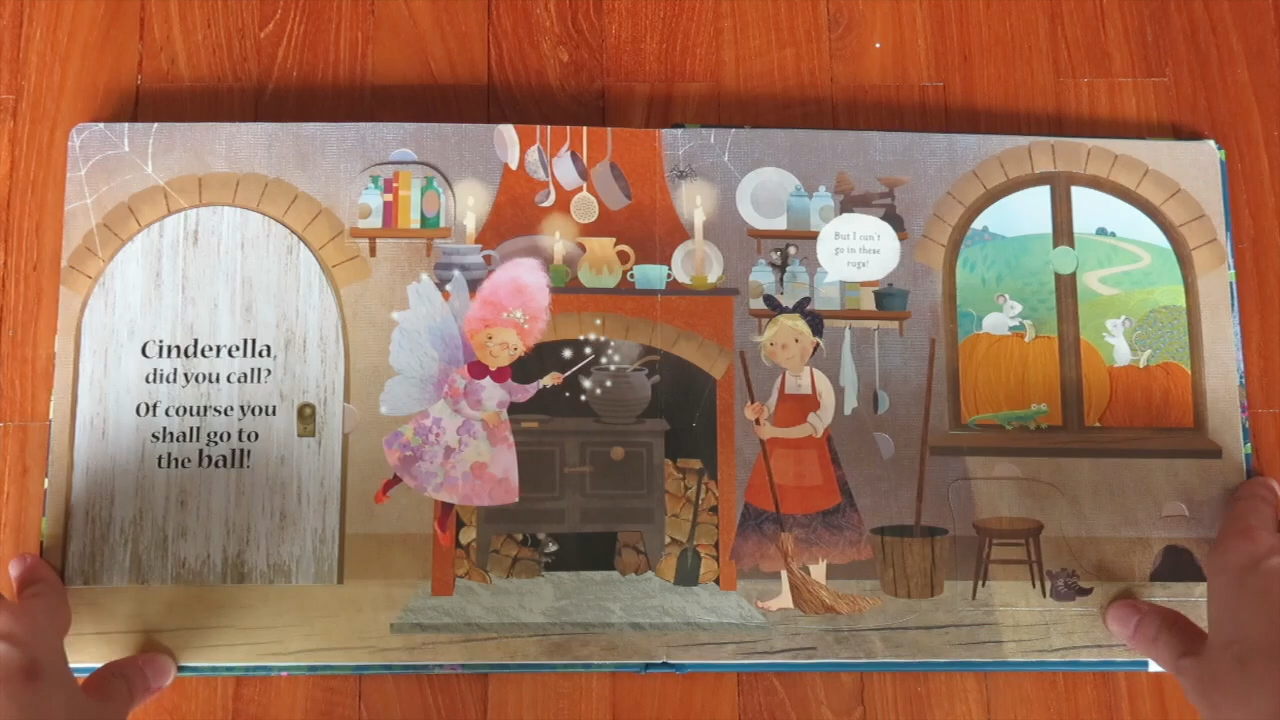 Cinderella,
did you call?
Of course you
shall go to
the ball!
But I can't
go in these
rags!